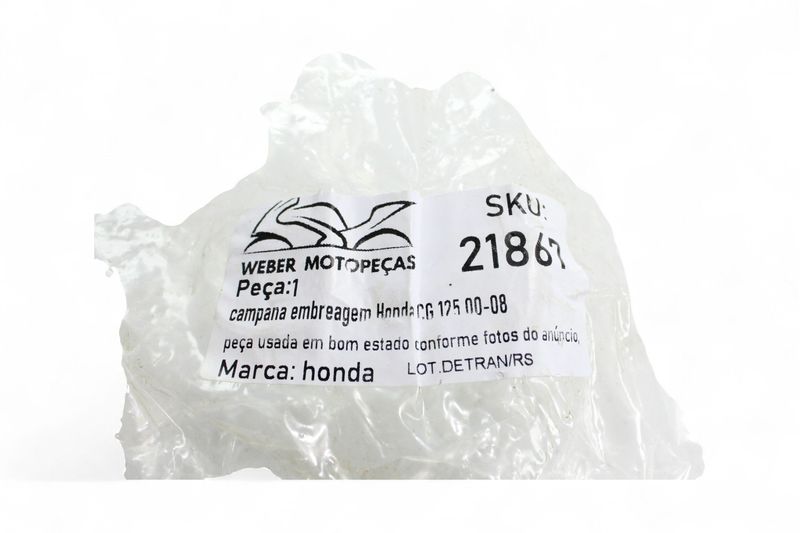 SKU:
21867
WEBER MOTOPEÇAS
Peça:1
campana embreagem Honda CG 125 00-08
peça usada em bom estado conforme fotos do anúncio,
Marca: honda LOT.DETRAN/RS